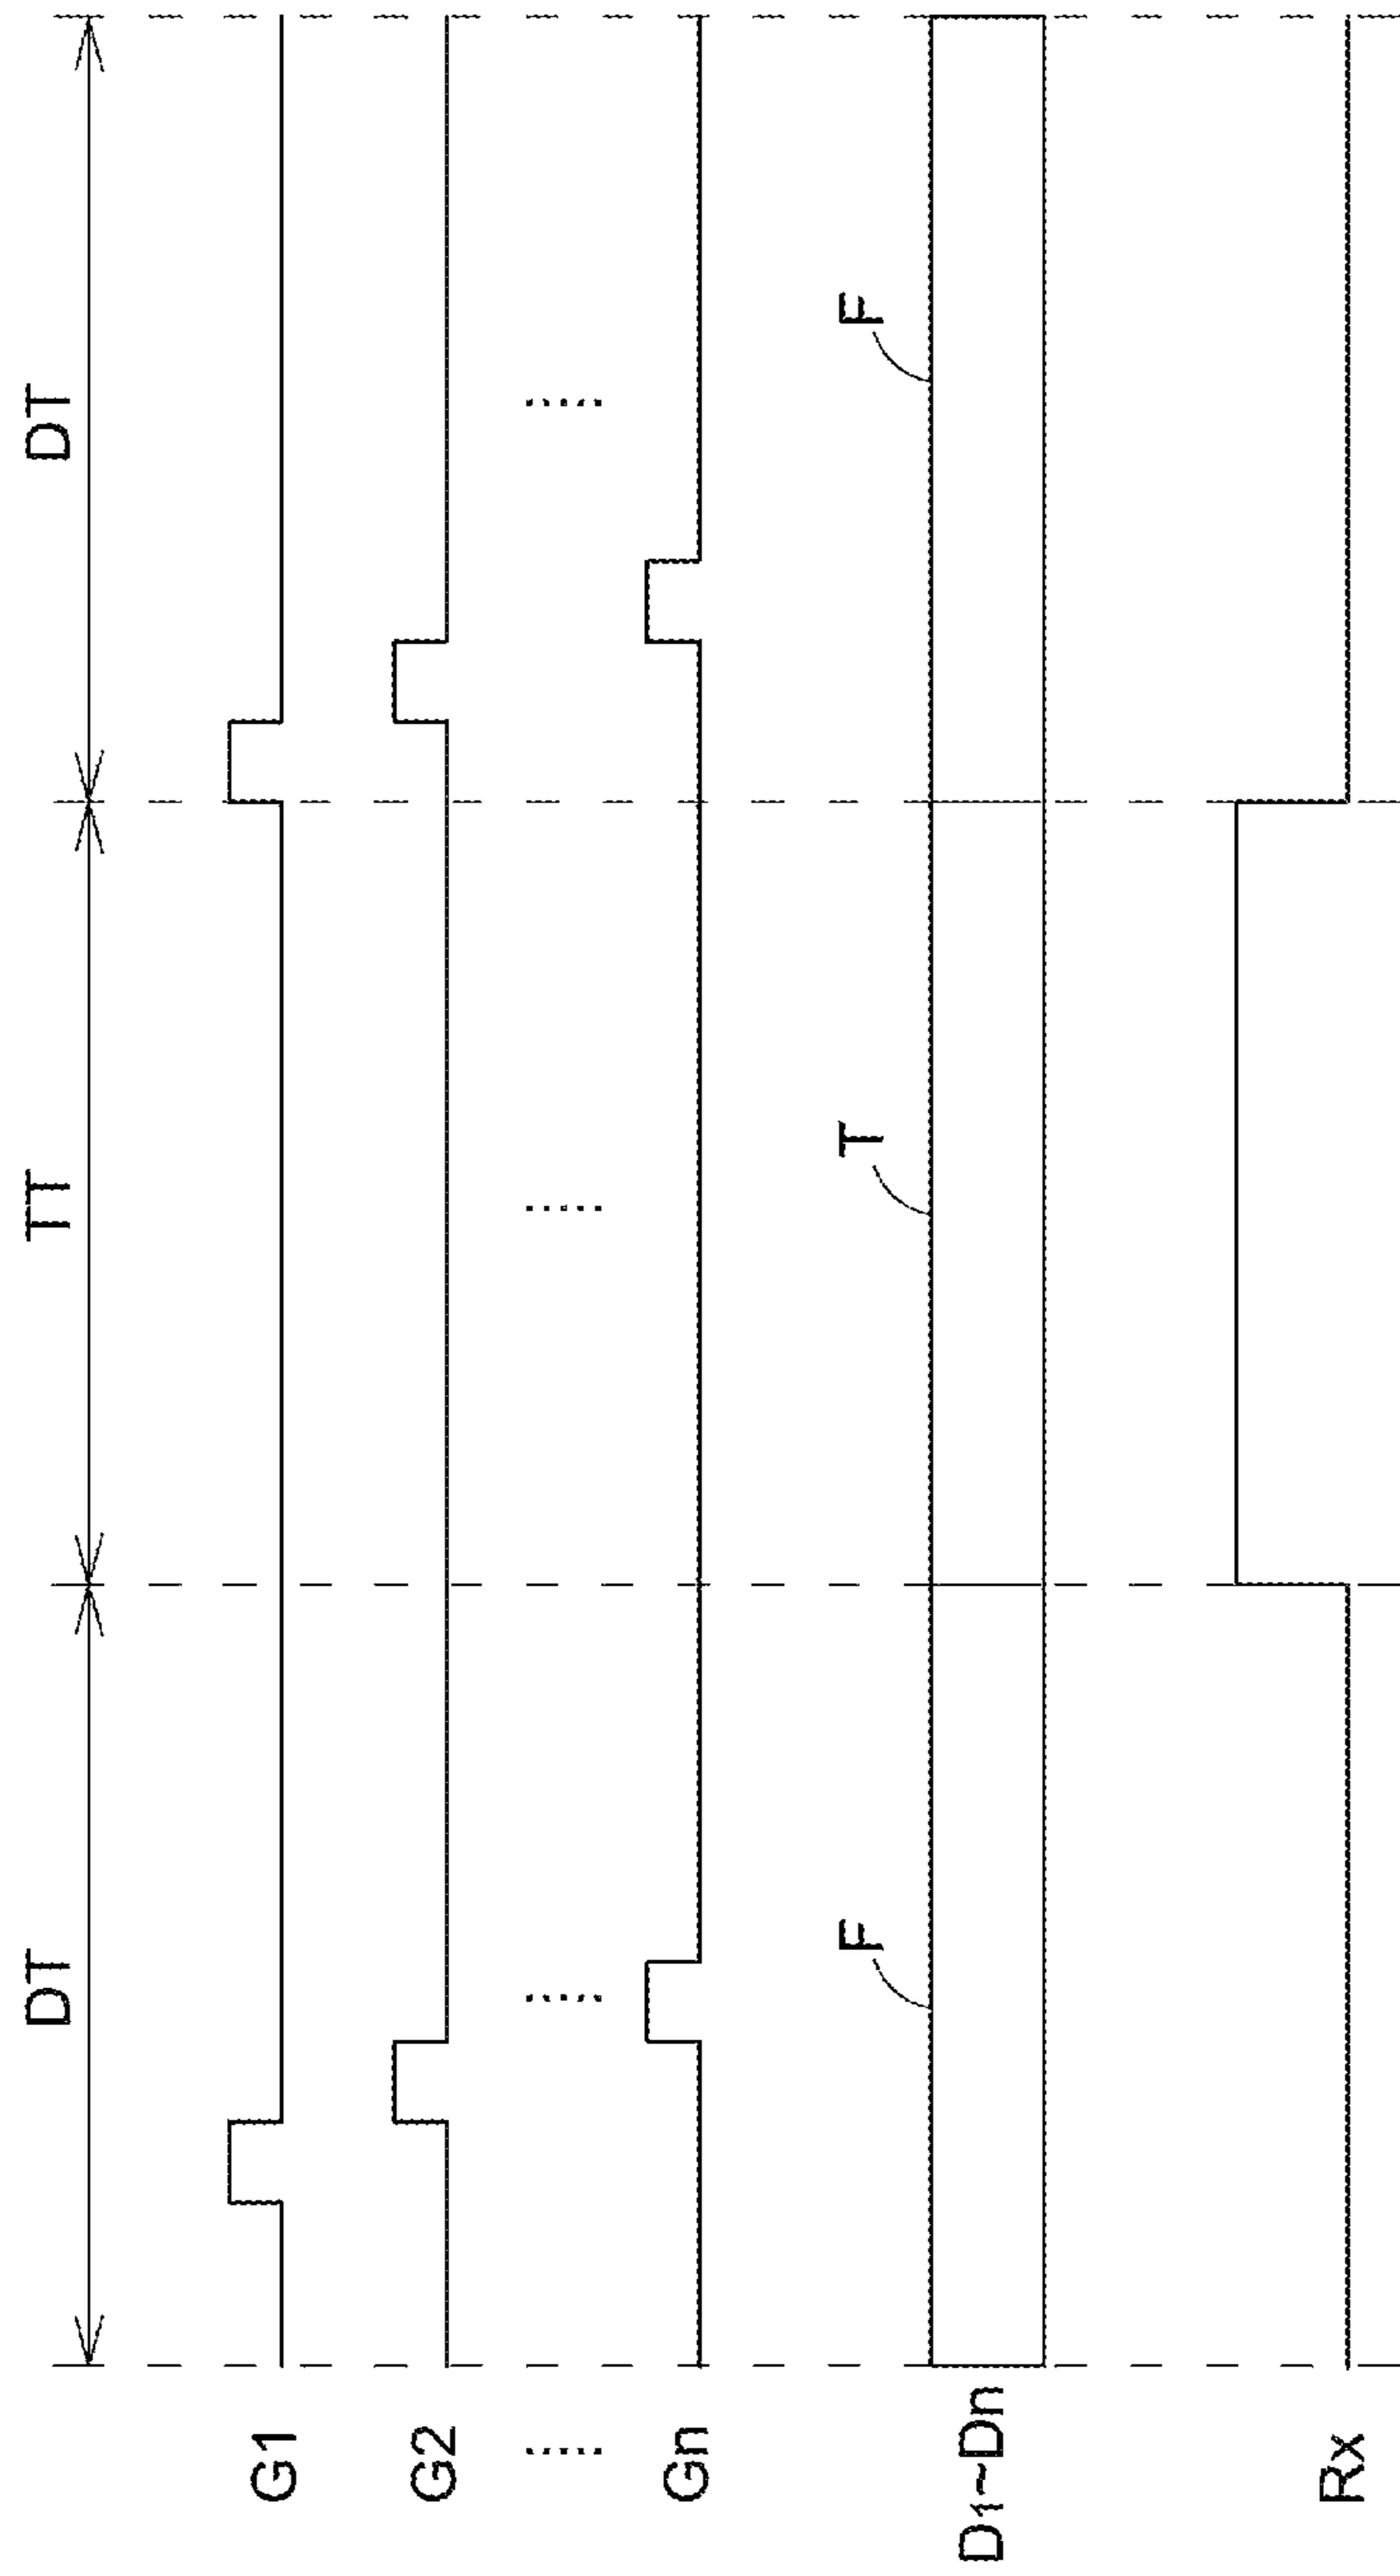 DT TT DT
G1
G2
...... ...... ...... ......
Gn
F T F
D1~Dn
Rx